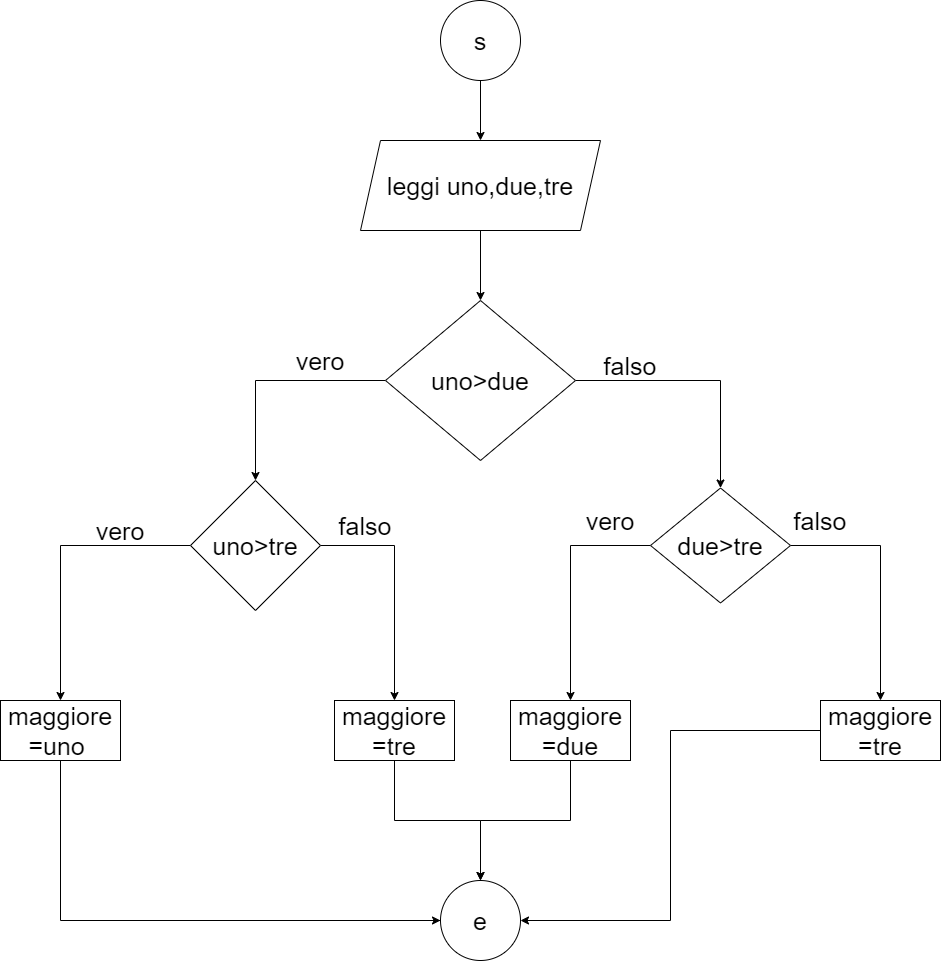 s
leggi uno,due,tre
vero
uno>due
falso
vero
uno>tre
falso
vero
due>tre
falso
maggiore
=uno
maggiore
=tre
maggiore
=due
maggiore
=tre
e